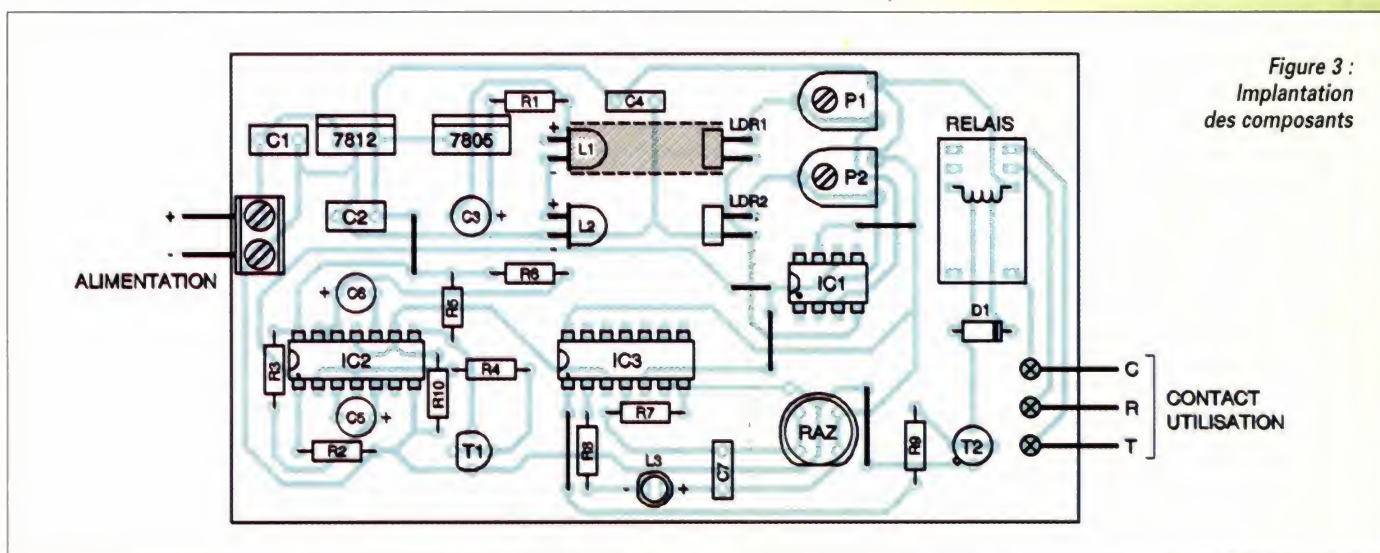 Figure 3 :
Implantation
des composants
R1
C4
P1
LDR1
RELAIS
C1
7812
7805
+
L1
-
P2
LDR2
+
C2
C3 +
+
L2
-
-
ALIMENTATION
R6
IC1
+ C6
R5
D1
R3
IC2
R10
R4
IC3
C
C5 +
R7
CONTACT
R
UTILISATION
RAZ
R2
T1
R8
R9
T2
T
L3
- +
C7